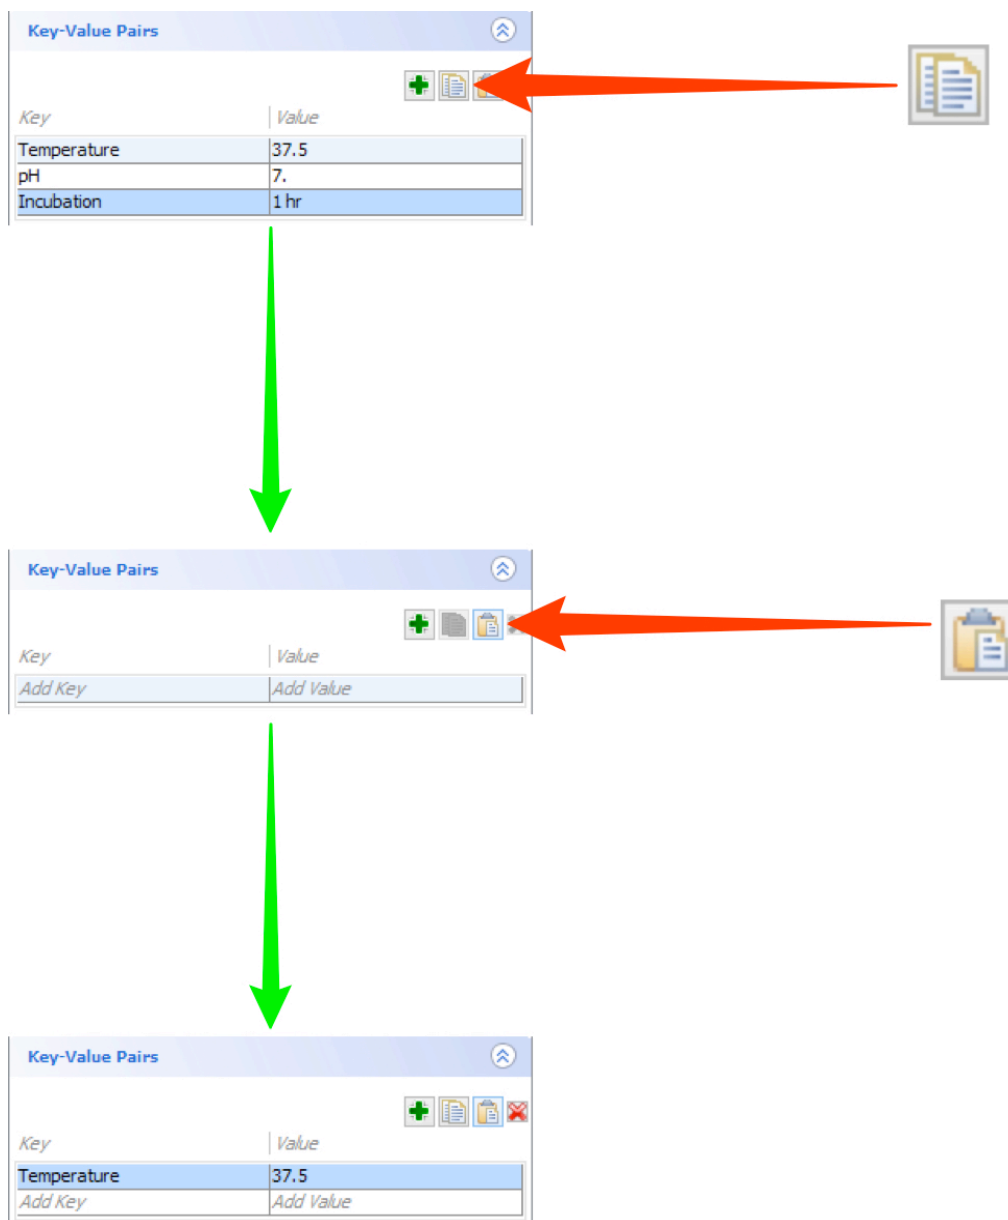 Key-Value Pairs
Key Value
Temperature 37.5
pH 7.
Incubation 1 hr
Key-Value Pairs
Key Value
Add Key Add Value
Key-Value Pairs
Key Value
Temperature 37.5
Add Key Add Value